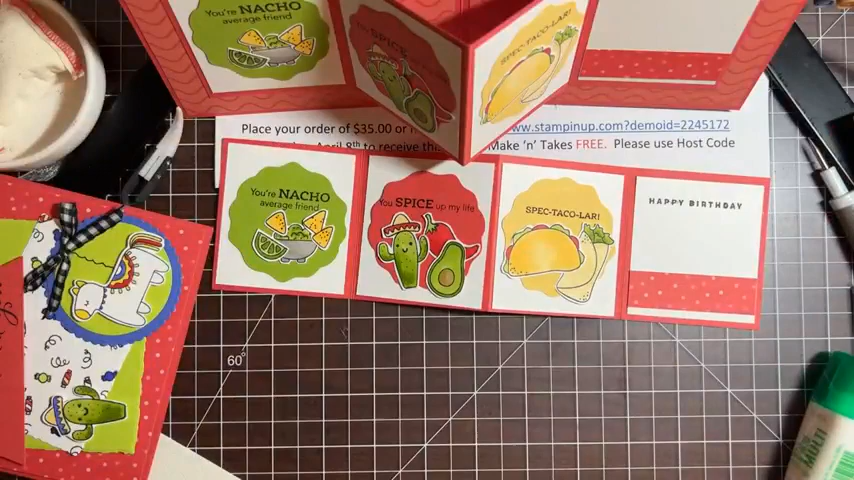 You're NACHO
average friend
SPICE
SPEC-TACO-LAR!
Place your order of $35.00 or
www.stampinup.com?demoid=2245172
April 8th to receive
Make 'n' Takes FREE. Please use Host Code
You're NACHO
average friend
You SPICE up my life
SPEC-TACO-LAR!
HAPPY BIRTHDAY
60°
MULTI